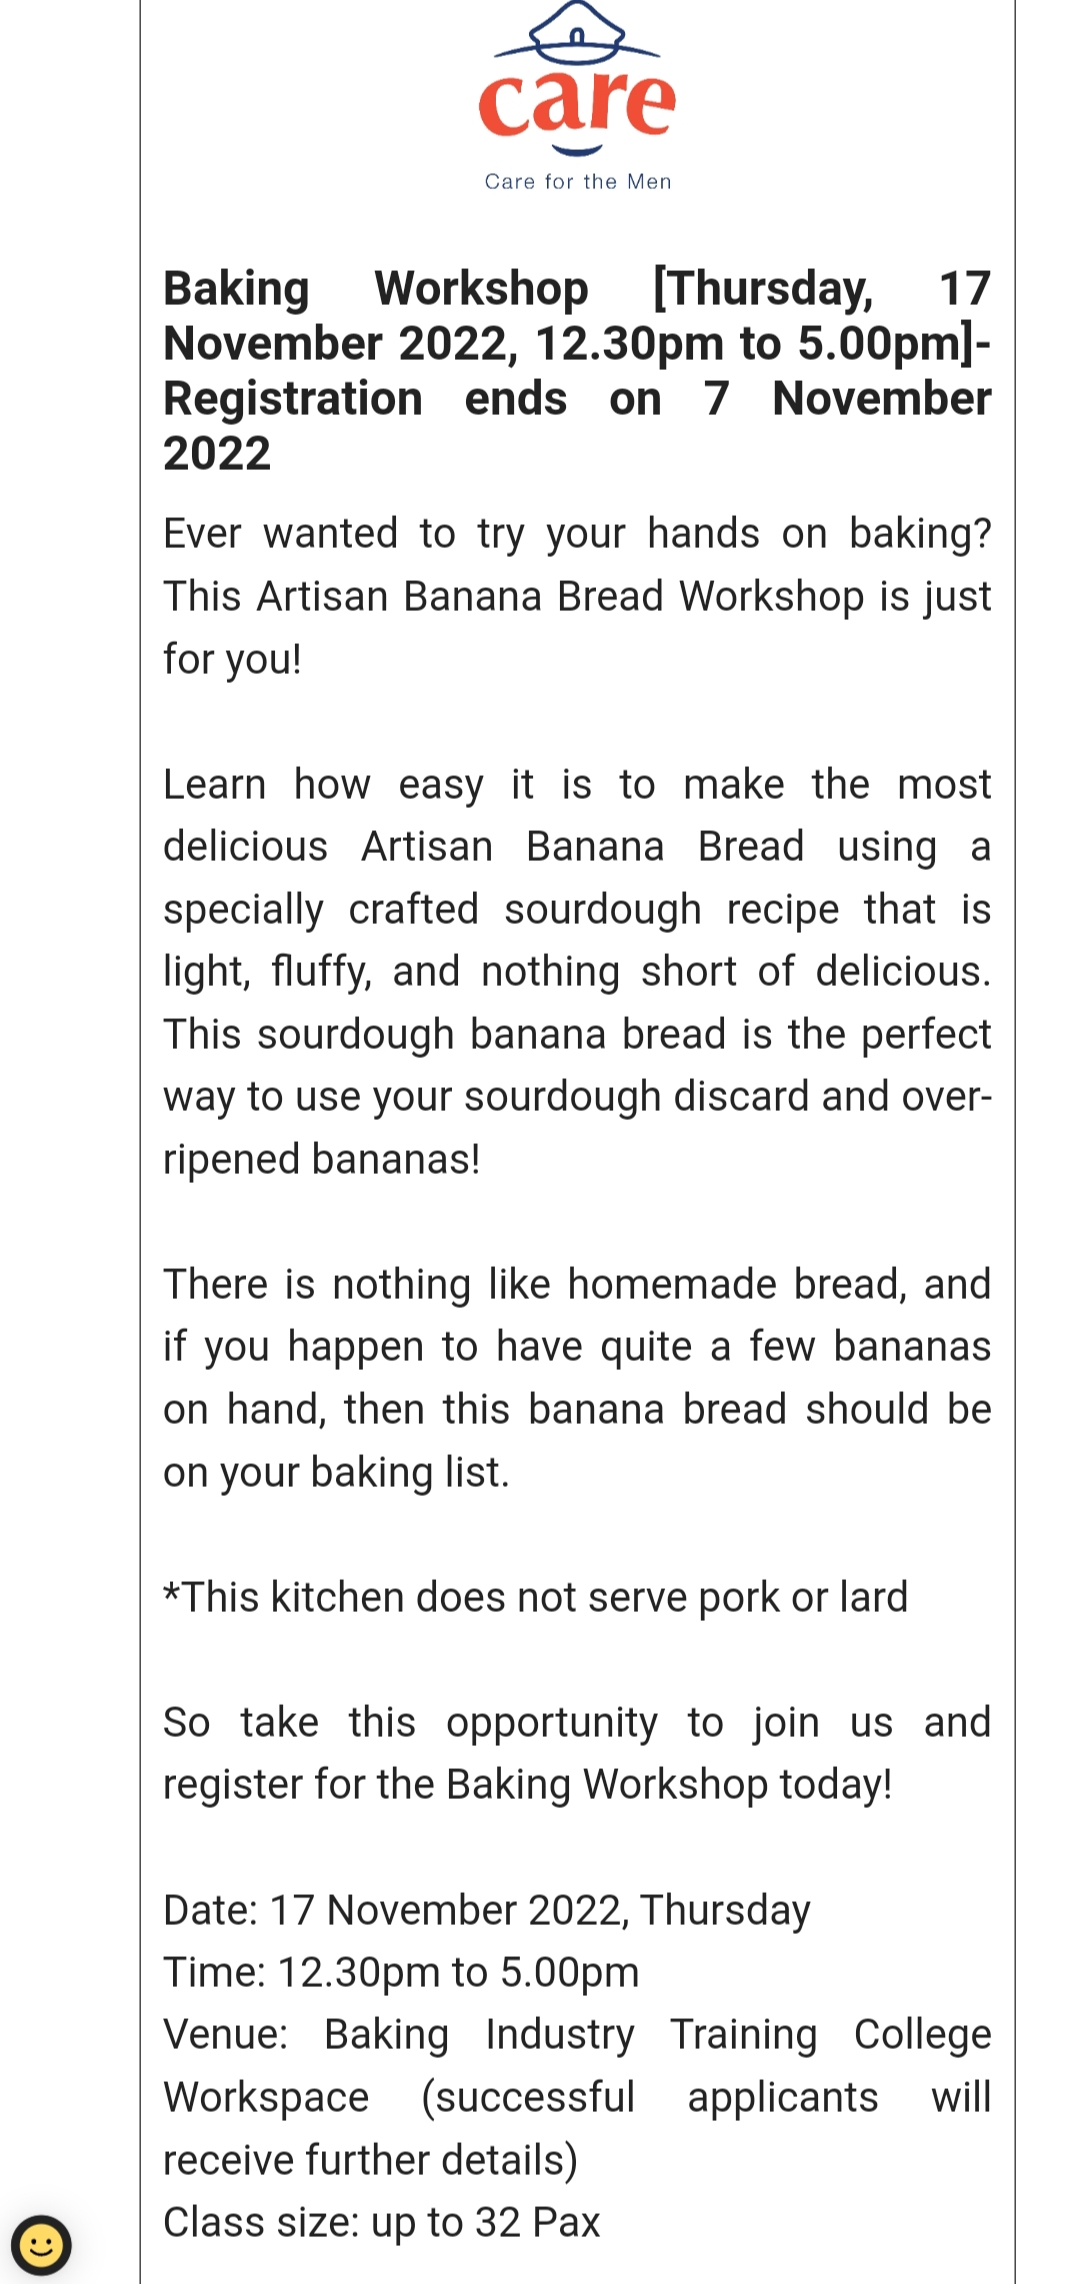 care
Care for the Men
Baking Workshop [Thursday, 17
November 2022, 12.30pm to 5.00pm]-
Registration ends on 7 November
2022
Ever wanted to try your hands on baking?
This Artisan Banana Bread Workshop is just
for you!
Learn how easy it is to make the most
delicious Artisan Banana Bread using a
specially crafted sourdough recipe that is
light, fluffy, and nothing short of delicious.
This sourdough banana bread is the perfect
way to use your sourdough discard and over-
ripened bananas!
There is nothing like homemade bread, and
if you happen to have quite a few bananas
on hand, then this banana bread should be
on your baking list.
*This kitchen does not serve pork or lard
So take this opportunity to join us and
register for the Baking Workshop today!
Date: 17 November 2022, Thursday
Time: 12.30pm to 5.00pm
Venue: Baking Industry Training College
Workspace (successful applicants will
receive further details)
Class size: up to 32 Pax